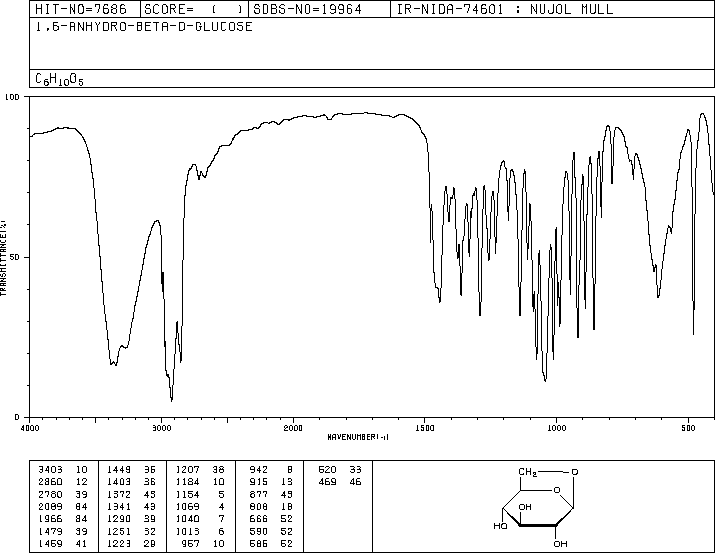 HIT-NO=7686 SCORE= ( ) SDBS-NO=19964 IR-NIDA-74601 : NUJOL MULL
1,6-ANHYDRO-BETA-D-GLUCOSE
C6H10O5
100
50
0
TRANSMITTANCE(%)
4000 3000 2000 1500 1000 500
WAVENUMBER(-1)
3403 10 1449 36 1207 38 942 8 620 33
2860 12 1403 36 1184 10 915 13 469 46
2780 39 1372 43 1154 5 877 43
2089 84 1341 43 1069 4 808 18
1966 84 1290 39 1040 7 666 52
1479 39 1251 32 1013 6 590 52
1459 41 1223 28 957 10 586 52
CH2 O
O
OH
HO
OH